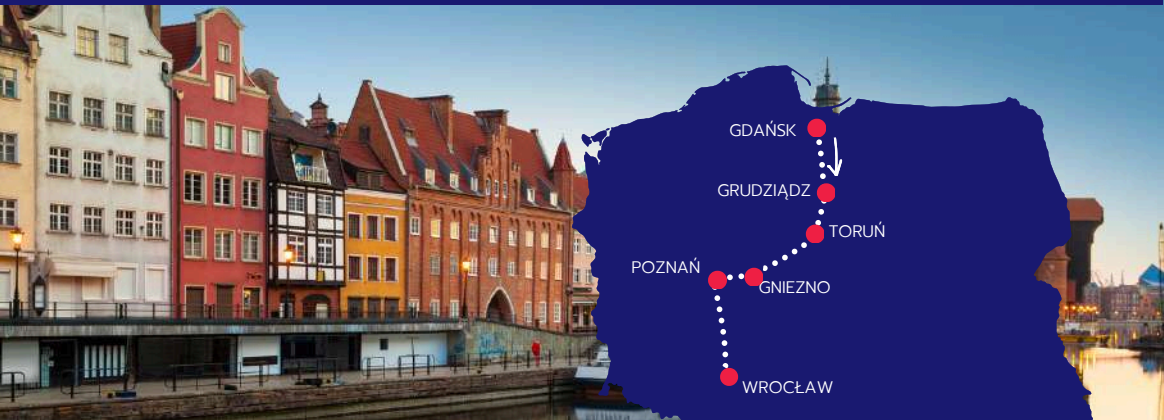 GDAŃSK
GRUDZIĄDZ
TORUŃ
POZNAŃ
GNIEZNO
WROCŁAW